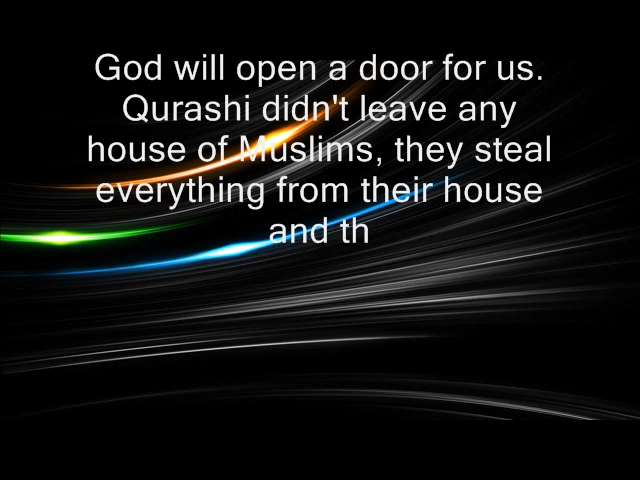 God will open a door for us.
Qurashi didn't leave any
house of Muslims, they steal
everything from their house
and th